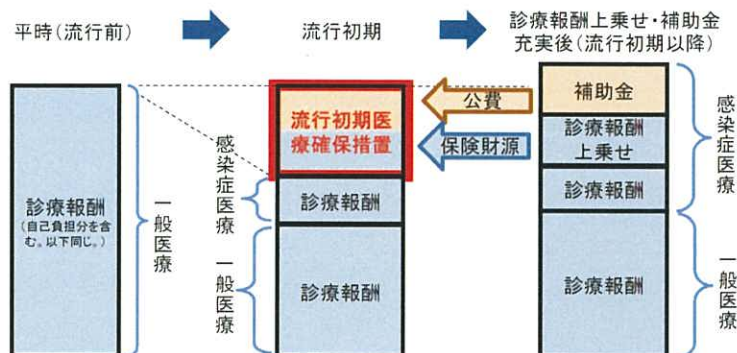 平時(流行前)
流行初期
診療報酬上乗せ・補助金
充実後(流行初期以降)
診療報酬
(自己負担分を含
む。以下同じ。)
一般医療
流行初期医
療確保措置
感染症医療
診療報酬
一般医療
診療報酬
公費
保険財源
補助金
診療報酬
上乗せ
診療報酬
感染症医療
診療報酬
一般医療